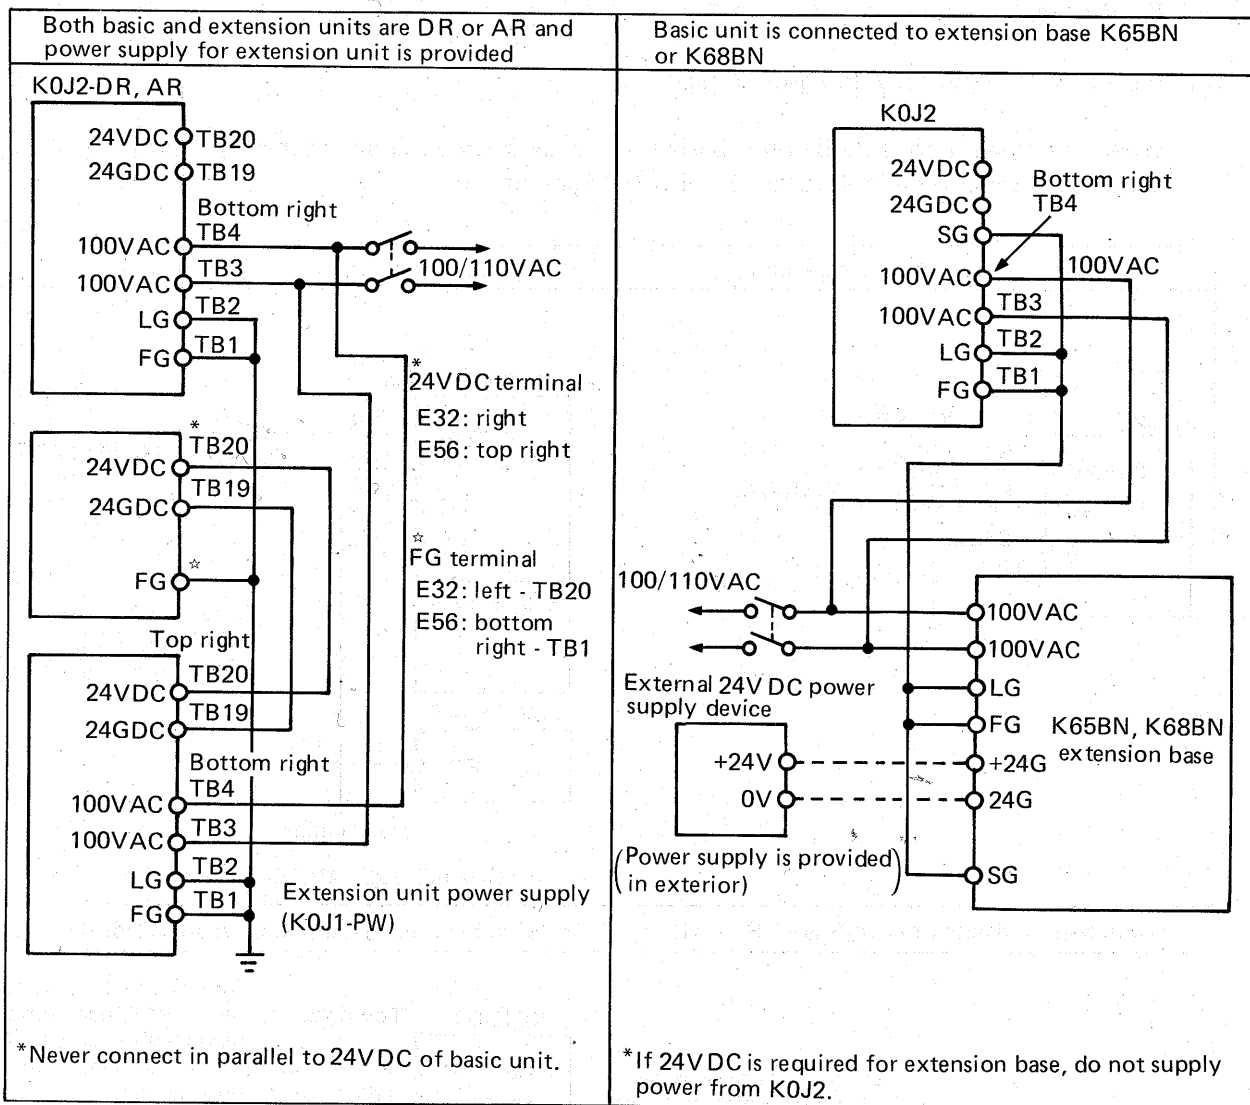 Both basic and extension units are DR or AR and
power supply for extension unit is provided
Basic unit is connected to extension base K65BN
or K68BN
K0J2-DR, AR
24VDC TB20
24GDC TB19
Bottom right
100VAC TB4
100VAC TB3
100/110VAC
LG TB2
FG TB1
*
24VDC terminal
E32: right
E56: top right
*
TB20
24VDC
TB19
24GDC
☆
FG
☆
FG terminal
E32: left - TB20
E56: bottom
right - TB1
Top right
TB20
24VDC
TB19
24GDC
Bottom right
TB4
100VAC
TB3
100VAC
TB2
LG
TB1
FG
Extension unit power supply
(K0J1-PW)
*Never connect in parallel to 24VDC of basic unit.
K0J2
24VDC
24GDC
SG
Bottom right
TB4
100VAC
100VAC
TB3
100VAC
TB2
LG
TB1
FG
100/110VAC
100VAC
100VAC
LG
FG
+24G
24G
SG
K65BN, K68BN
extension base
External 24V DC power
supply device
+24V
0V
(Power supply is provided
in exterior)
*If 24VDC is required for extension base, do not supply
power from K0J2.